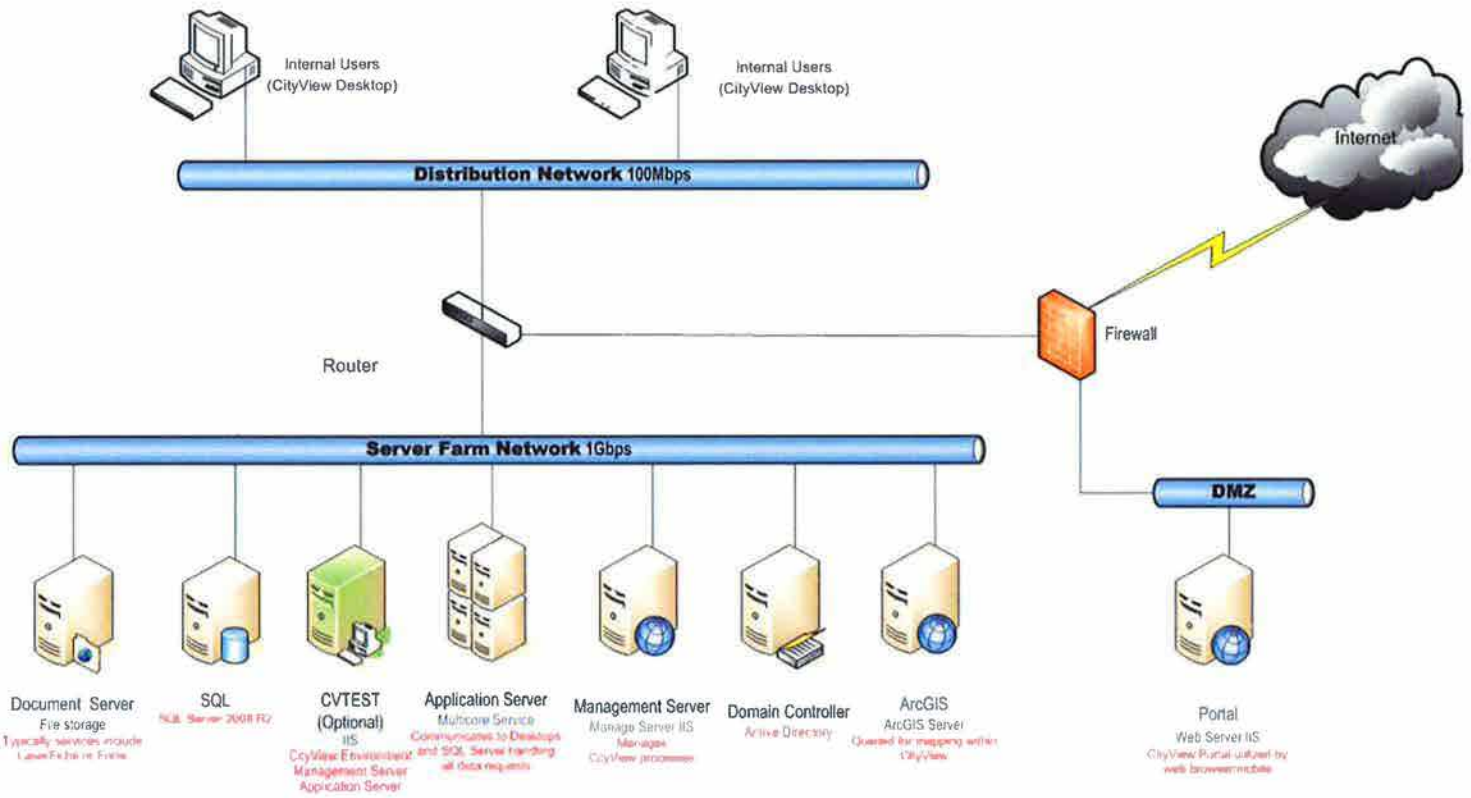 Internal Users
(CityView Desktop)
Internal Users
(CityView Desktop)
Internet
Distribution Network 100Mbps
Firewall
Router
Server Farm Network 1Gbps
DMZ
Document Server
File storage
Typically services include
SQL
SQL Server 2008 R2
CVTEST
(Optional)
IIS
CityView Environment
Management Server
Application Server
Application Server
Multicore Service
Communicates to Desktops
and SQL Server handling
all data requests
Management Server
Manage Server IIS
Manages
CityView processes
Domain Controller
Active Directory
ArcGIS
ArcGIS Server
Queried for mapping within
CityView
Portal
Web Server IIS
CityView Portal utilized by
web browser/mobile